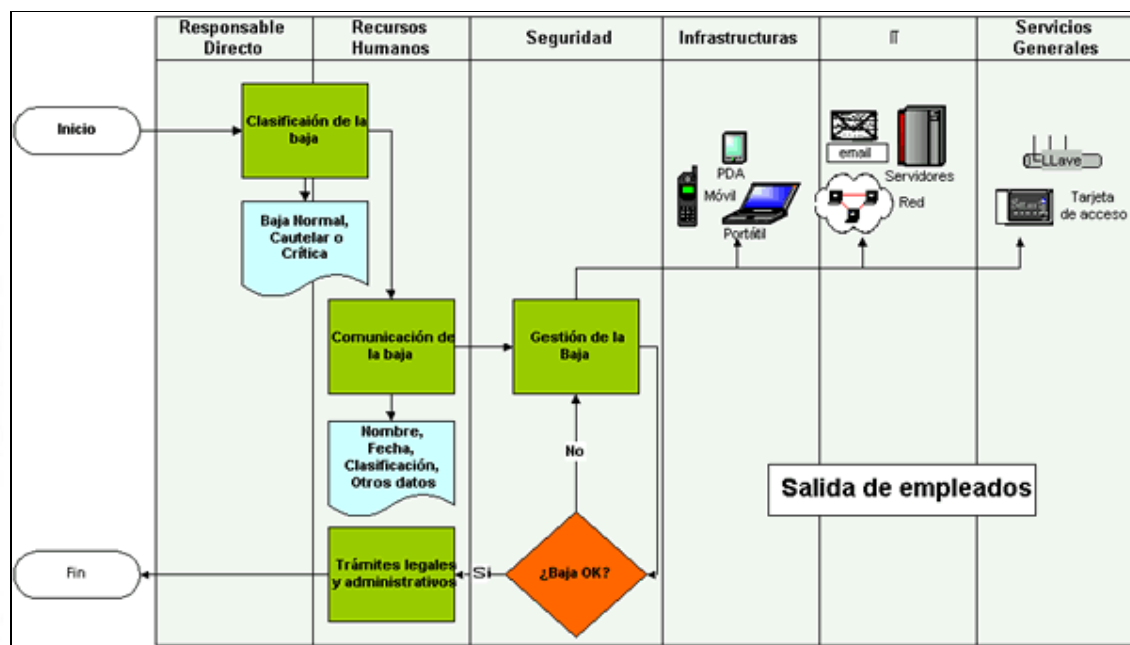 Responsable
Directo
Recursos
Humanos
Seguridad
Infrastructuras
IT
Servicios
Generales
Inicio
Clasificaión de la
baja
Baja Normal,
Cautelar o
Crítica
PDA
Móvil
Portátil
email
Servidores
Red
LLave
Tarjeta
de acceso
Comunicación de
la baja
Gestión de la
Baja
Nombre,
Fecha,
Clasificación,
Otros datos
No
Salida de empleados
Fin
Trámites legales
y administrativos
Si
¿Baja OK?